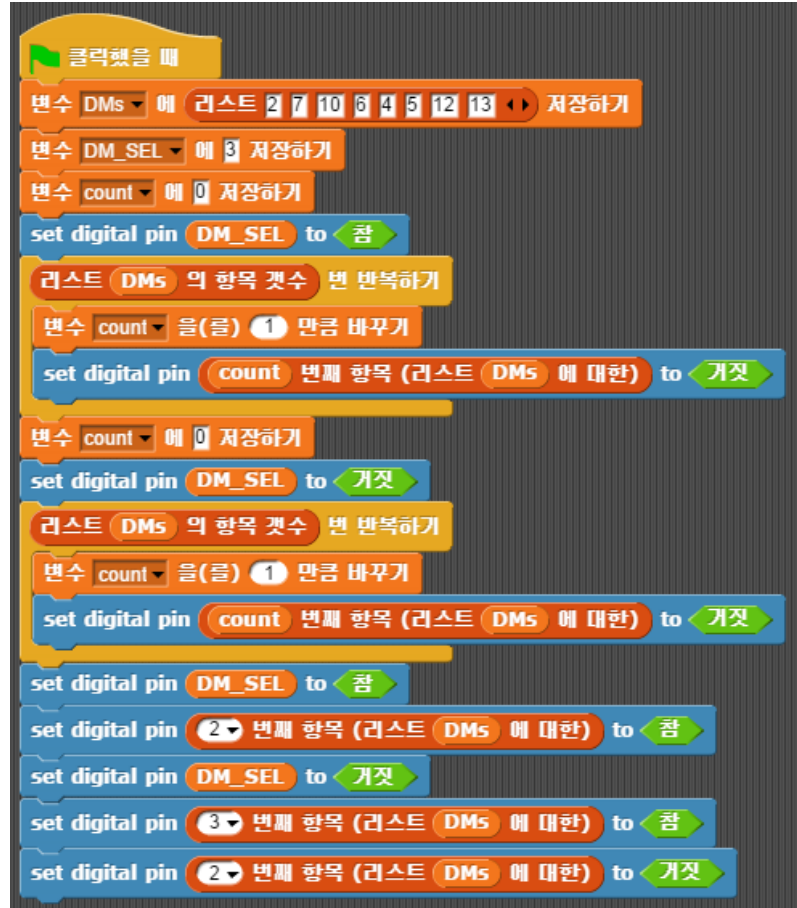 클릭했을 때
변수 DMs 에 리스트 2 7 10 6 4 5 12 13 저장하기
변수 DM_SEL 에 3 저장하기
변수 count 에 0 저장하기
set digital pin DM_SEL to 참
리스트 DMs 의 항목 갯수 번 반복하기
변수 count 을(를) 1 만큼 바꾸기
set digital pin count 번째 항목 (리스트 DMs 에 대한) to 거짓
변수 count 에 0 저장하기
set digital pin DM_SEL to 거짓
리스트 DMs 의 항목 갯수 번 반복하기
변수 count 을(를) 1 만큼 바꾸기
set digital pin count 번째 항목 (리스트 DMs 에 대한) to 거짓
set digital pin DM_SEL to 참
set digital pin 2 번째 항목 (리스트 DMs 에 대한) to 참
set digital pin DM_SEL to 거짓
set digital pin 3 번째 항목 (리스트 DMs 에 대한) to 참
set digital pin 2 번째 항목 (리스트 DMs 에 대한) to 거짓